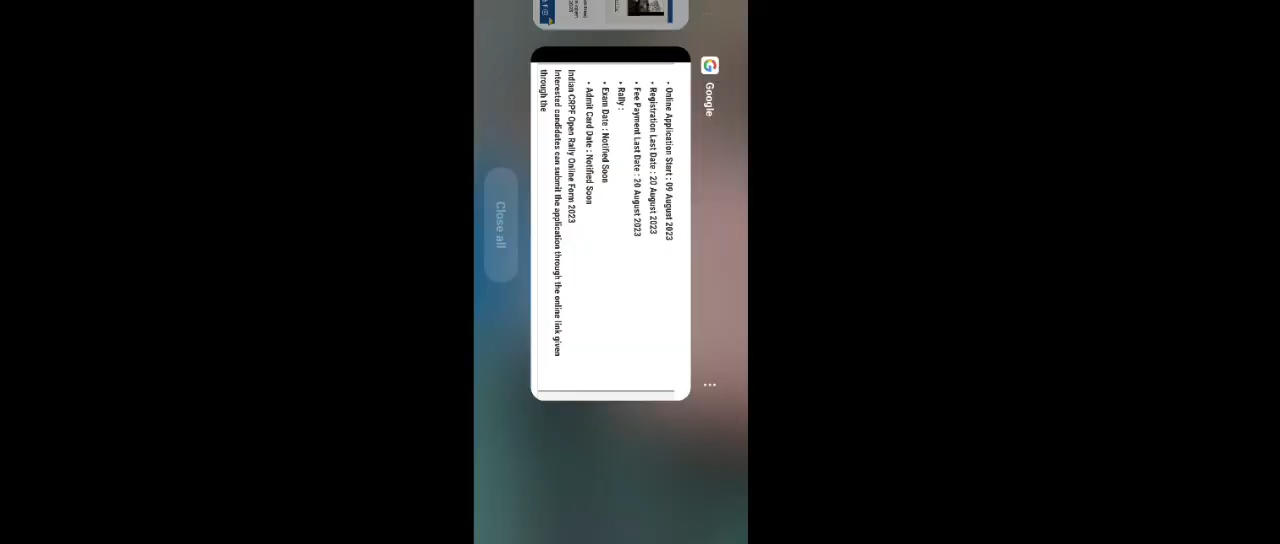 Google
• Online Application Start : 09 August 2023
• Registration Last Date : 20 August 2023
• Fee Payment Last Date : 20 August 2023
• Rally :
• Exam Date : Notified Soon
• Admit Card Date : Notified Soon
Indian CRPF Open Rally Online Form 2023
Interested candidates can submit the application through the online link given
through the
Close all